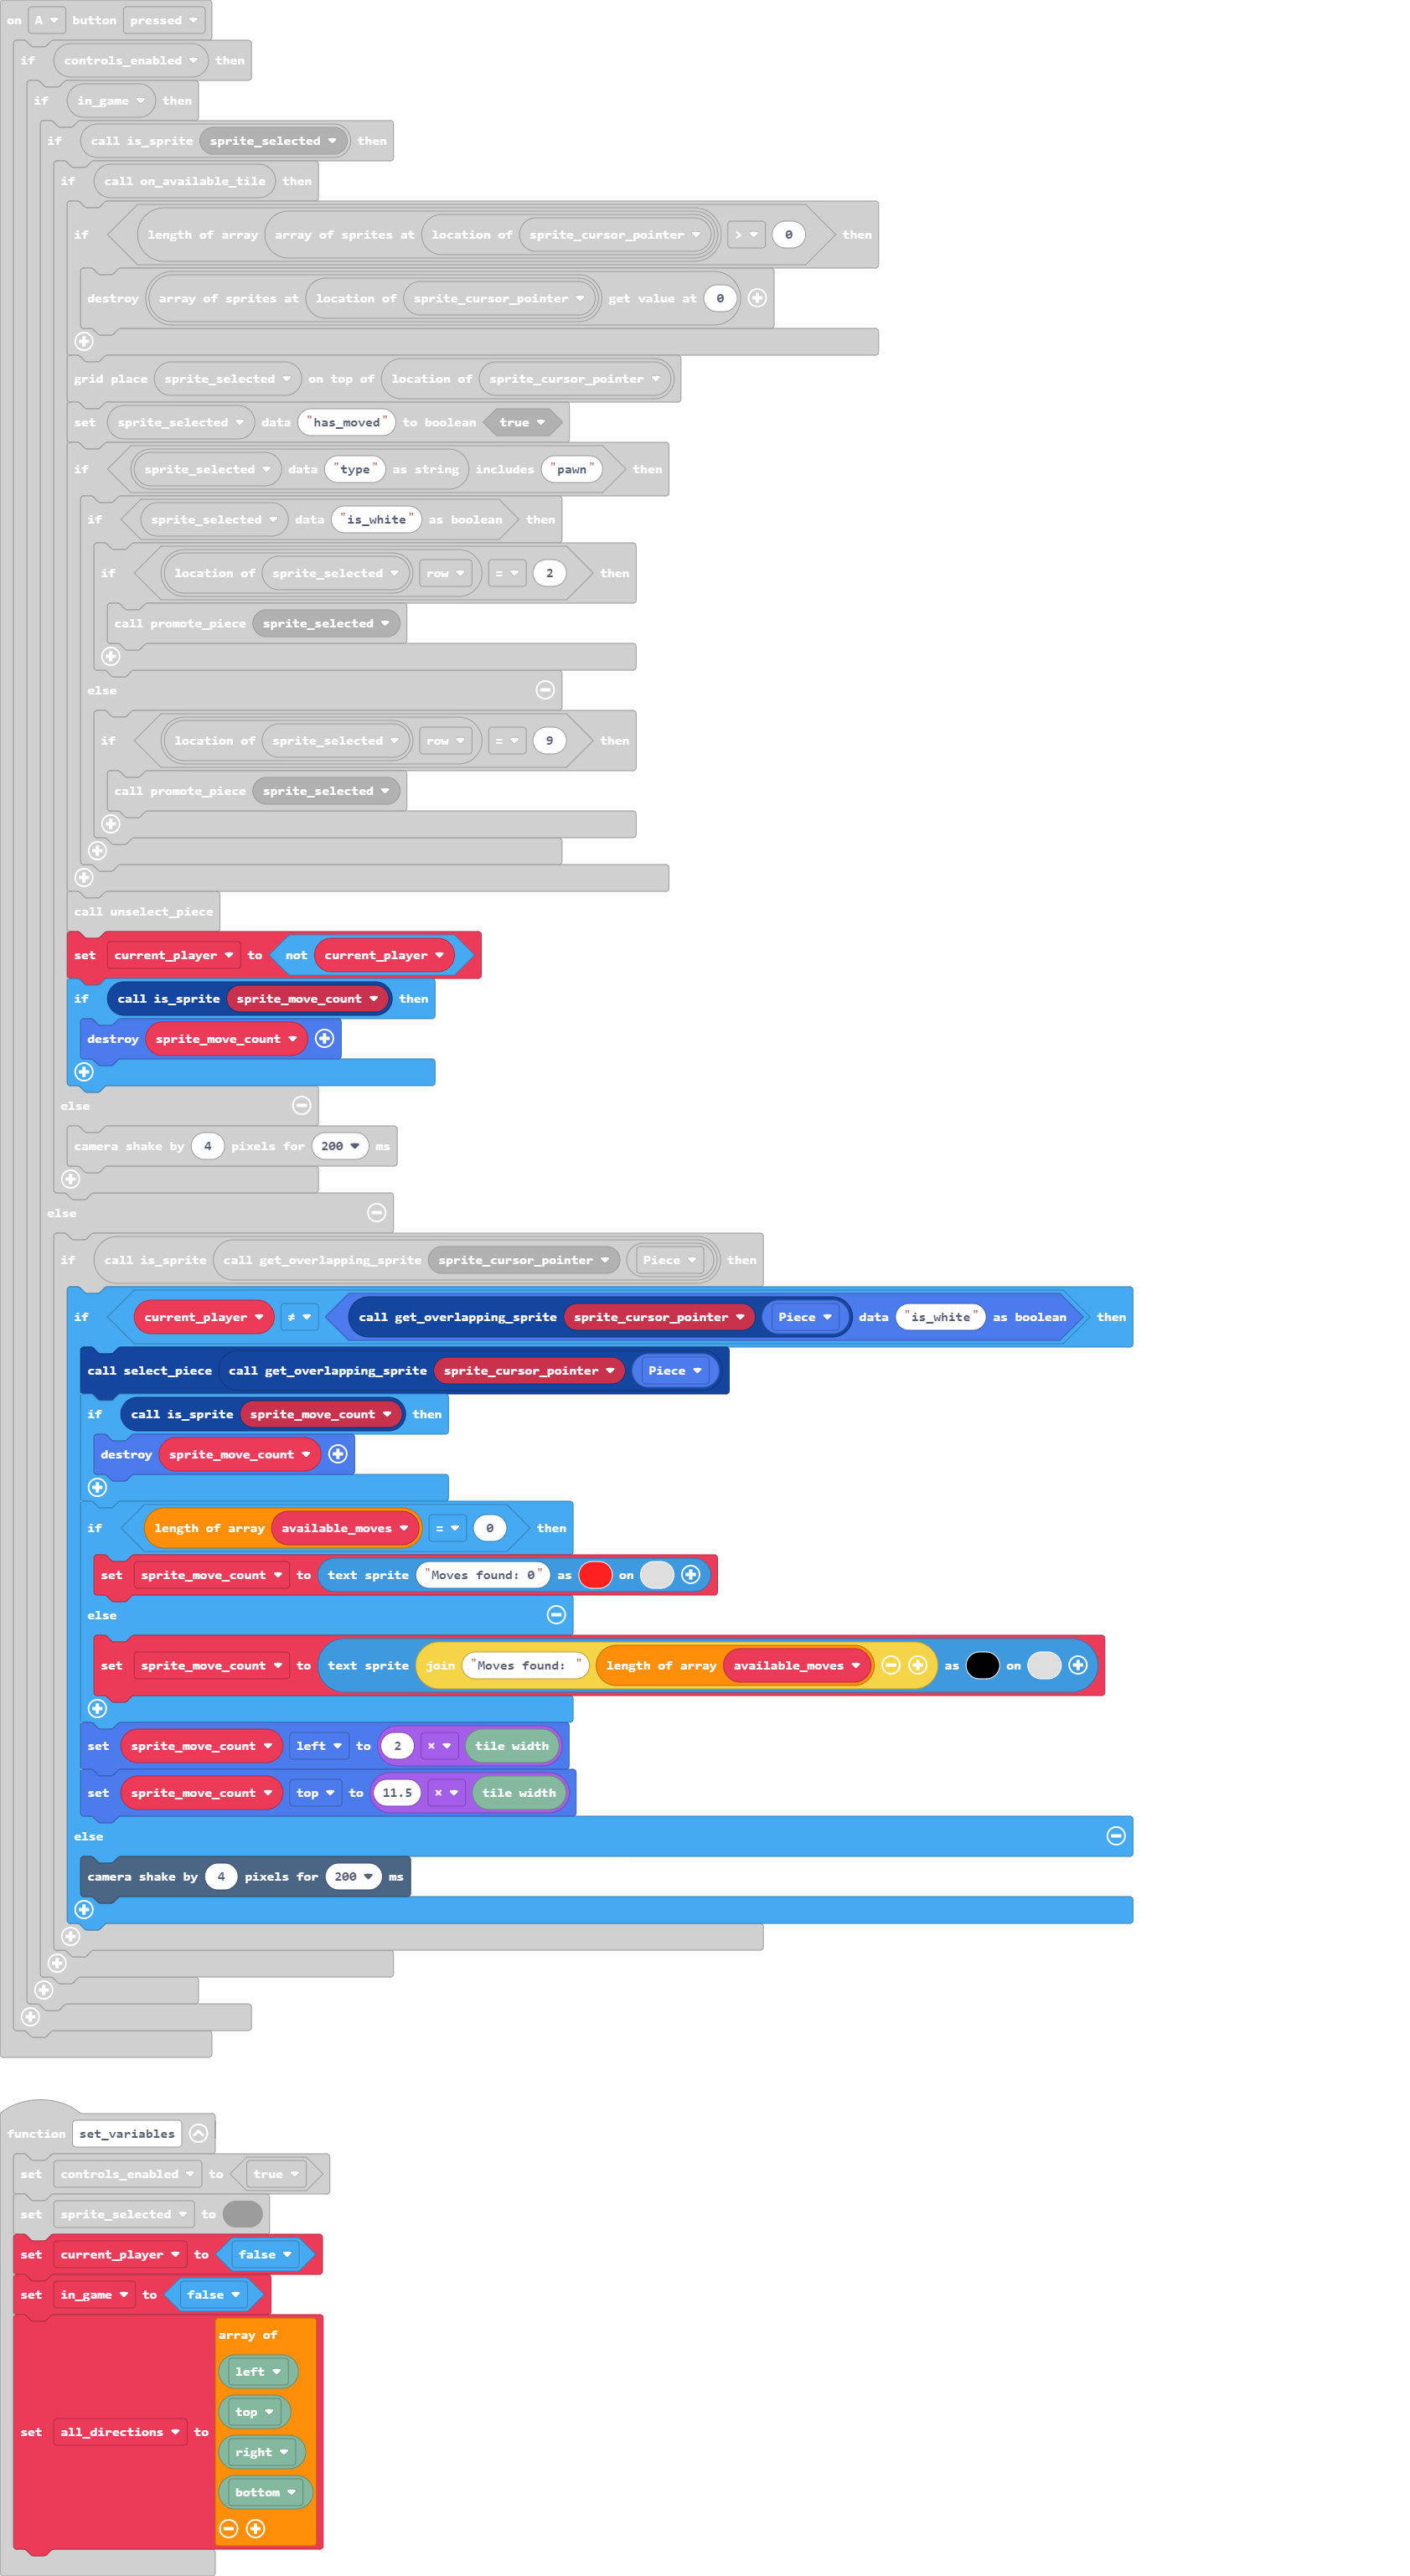 on A button pressed
if controls_enabled then
if in_game then
if call is_sprite sprite_selected then
if call on_available_tile then
if length of array array of sprites at location of sprite_cursor_pointer > 0 then
destroy array of sprites at location of sprite_cursor_pointer get value at 0
grid place sprite_selected on top of location of sprite_cursor_pointer
set sprite_selected data "has_moved" to boolean true
if sprite_selected data "type" as string includes "pawn" then
if sprite_selected data "is_white" as boolean then
if location of sprite_selected row = 2 then
call promote_piece sprite_selected
else
if location of sprite_selected row = 9 then
call promote_piece sprite_selected
call unselect_piece
set current_player to not current_player
if call is_sprite sprite_move_count then
destroy sprite_move_count
else
camera shake by 4 pixels for 200 ms
else
if call is_sprite call get_overlapping_sprite sprite_cursor_pointer Piece then
if current_player ≠ call get_overlapping_sprite sprite_cursor_pointer Piece data "is_white" as boolean then
call select_piece call get_overlapping_sprite sprite_cursor_pointer Piece
if call is_sprite sprite_move_count then
destroy sprite_move_count
if length of array available_moves = 0 then
set sprite_move_count to text sprite "Moves found: 0" as on
else
set sprite_move_count to text sprite join "Moves found: " length of array available_moves as on
set sprite_move_count left to 2 × tile width
set sprite_move_count top to 11.5 × tile width
else
camera shake by 4 pixels for 200 ms
function set_variables
set controls_enabled to true
set sprite_selected to
set current_player to false
set in_game to false
set all_directions to
array of
left
top
right
bottom